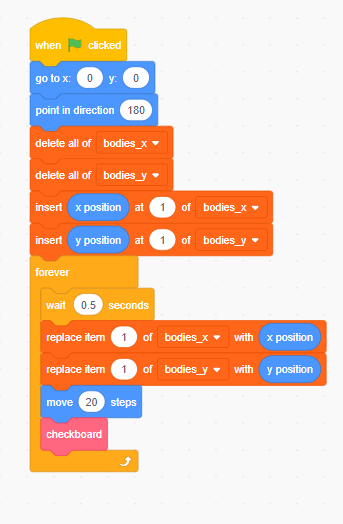 when clicked
go to x: 0 y: 0
point in direction 180
delete all of bodies_x
delete all of bodies_y
insert x position at 1 of bodies_x
insert y position at 1 of bodies_y
forever
wait 0.5 seconds
replace item 1 of bodies_x with x position
replace item 1 of bodies_y with y position
move 20 steps
checkboard